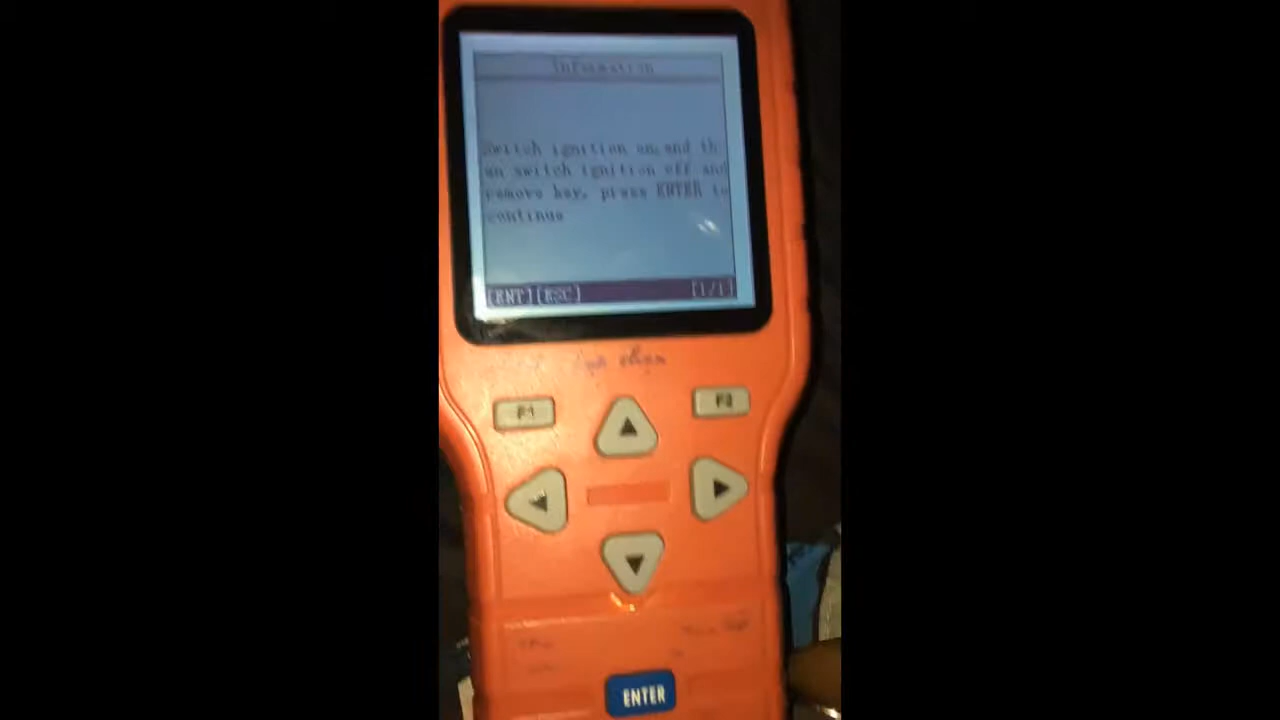 Information
Switch ignition on,and th
en switch ignition off and
remove key, press ENTER to
continue
[ENT][ESC] [1/1]
F1 F2
ENTER